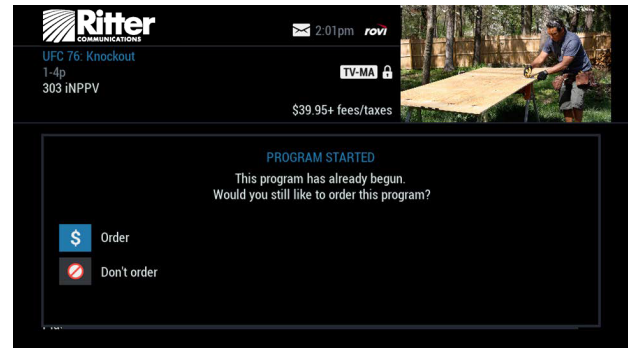 Ritter
COMMUNICATIONS
2:01pm rovi
UFC 76: Knockout
1-4p
TV-MA
303 iNPPV
$39.95+ fees/taxes
PROGRAM STARTED
This program has already begun.
Would you still like to order this program?
$ Order
Don't order